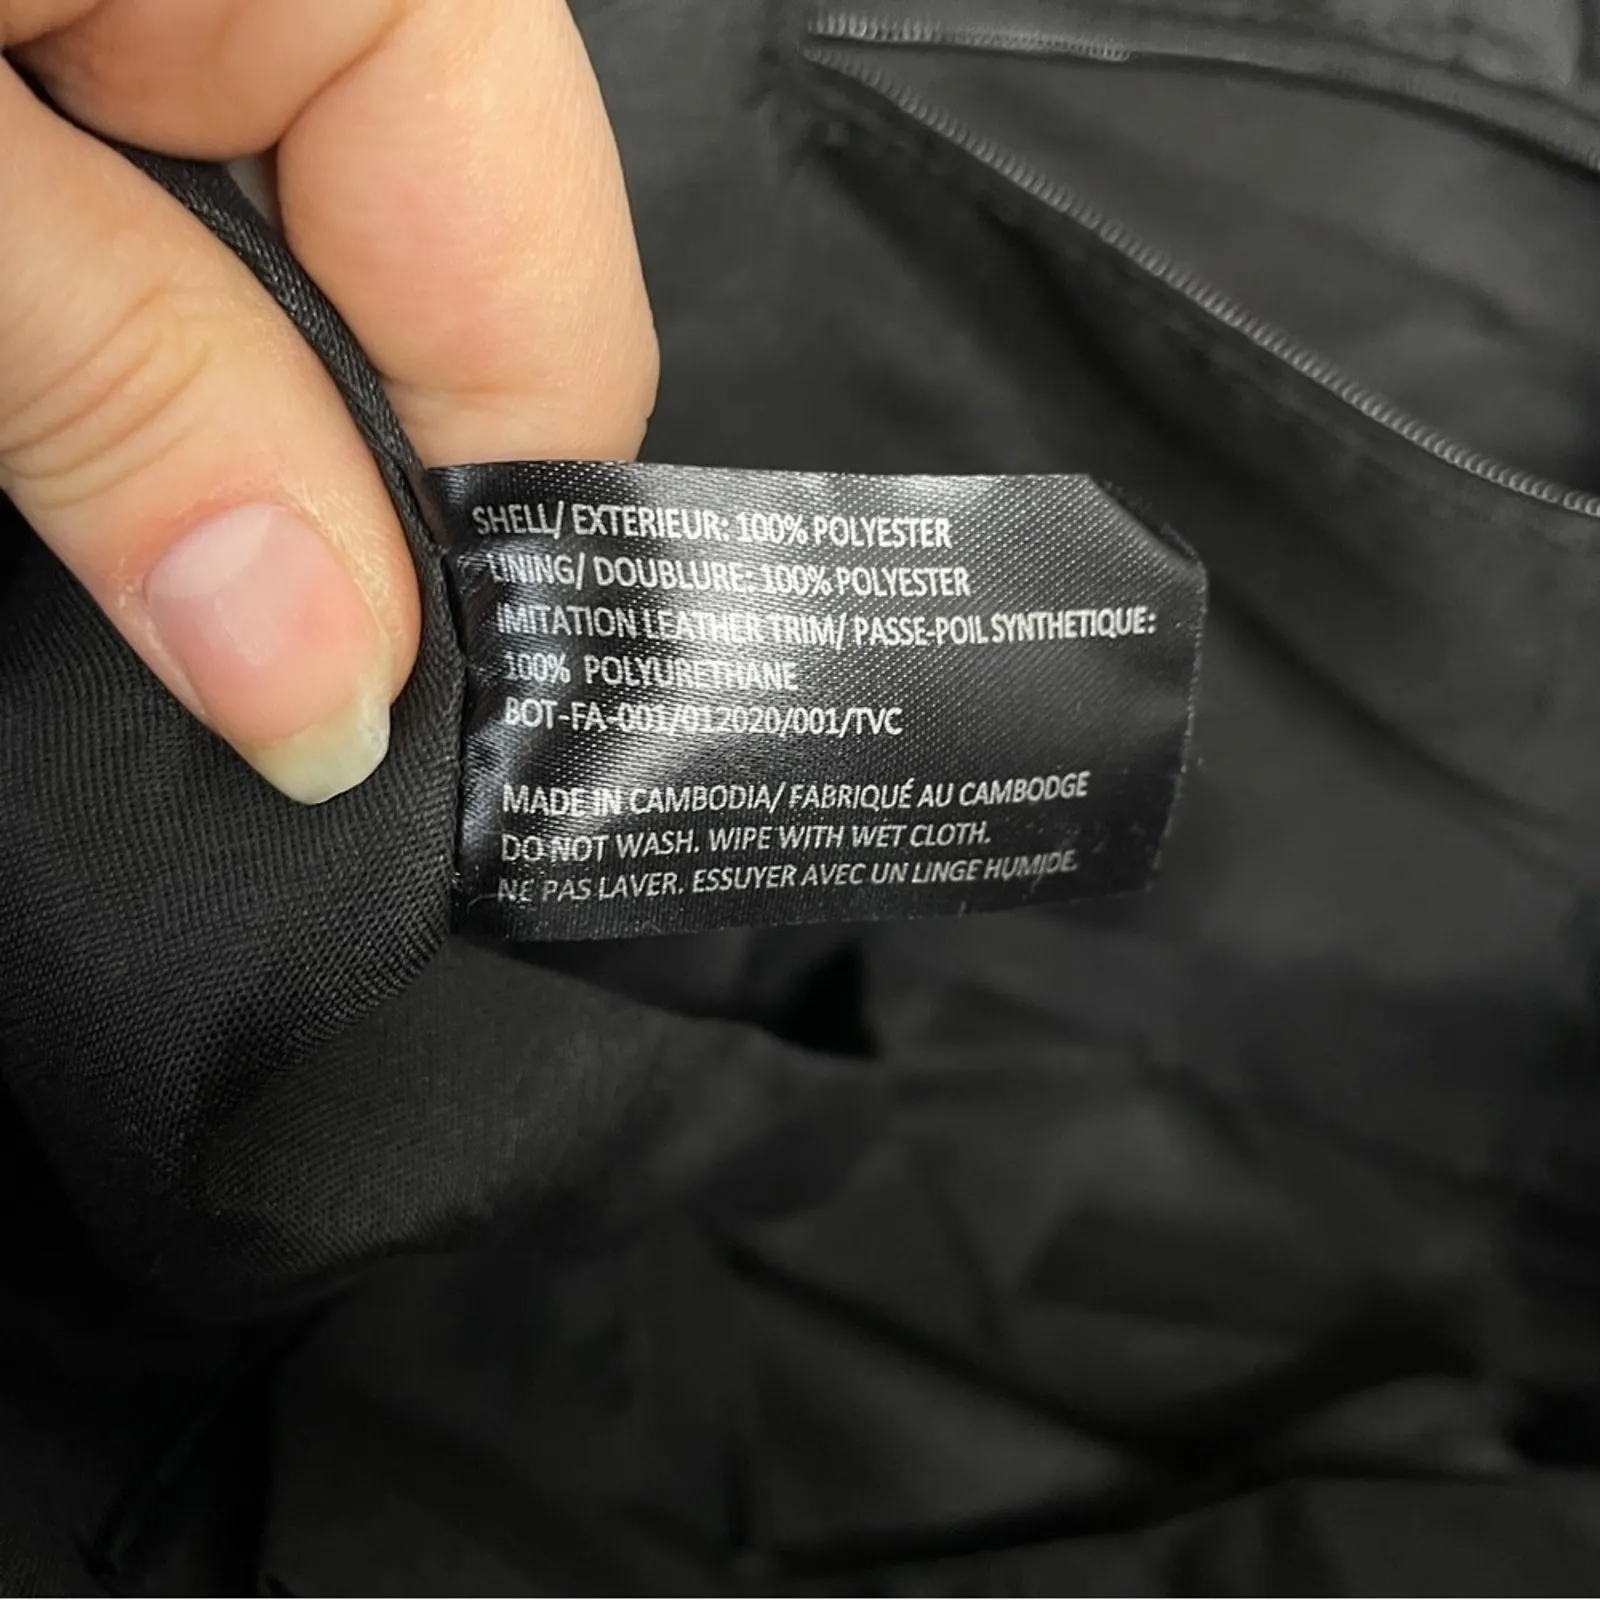 SHELL/ EXTERIEUR: 100% POLYESTER
LINING/ DOUBLURE: 100% POLYESTER
IMITATION LEATHER TRIM/ PASSE-POIL SYNTHETIQUE:
100% POLYURETHANE
BOT-FA-001/012020/001/TVC
MADE IN CAMBODIA/ FABRIQUÉ AU CAMBODGE
DO NOT WASH. WIPE WITH WET CLOTH.
NE PAS LAVER. ESSUYER AVEC UN LINGE HUMIDE.